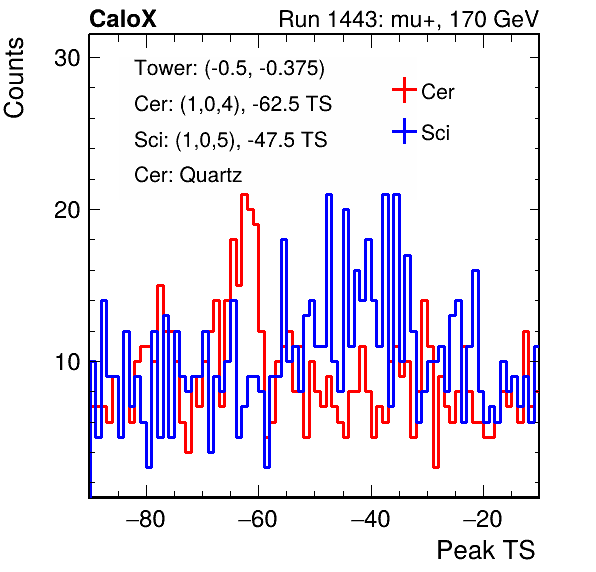 CaloX Run 1443: mu+, 170 GeV
Counts
30
20
10
Tower: (-0.5, -0.375)
Cer: (1,0,4), -62.5 TS
Sci: (1,0,5), -47.5 TS
Cer: Quartz
Cer
Sci
−80 −60 −40 −20
Peak TS